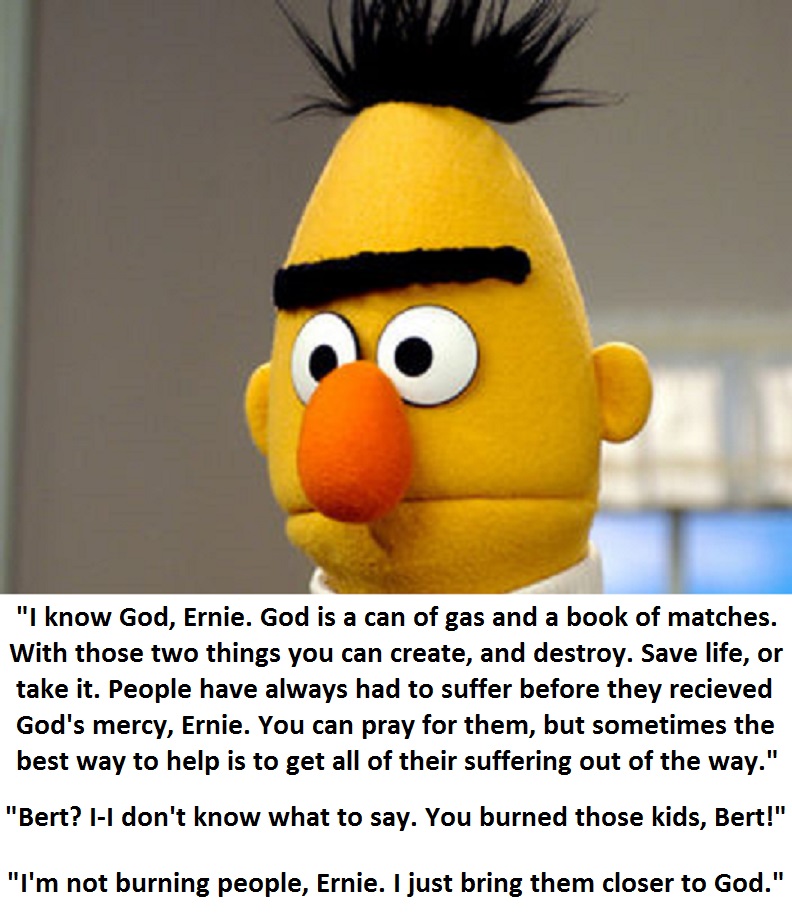 "I know God, Ernie. God is a can of gas and a book of matches.
With those two things you can create, and destroy. Save life, or
take it. People have always had to suffer before they recieved
God's mercy, Ernie. You can pray for them, but sometimes the
best way to help is to get all of their suffering out of the way."
"Bert? I-I don't know what to say. You burned those kids, Bert!"
"I'm not burning people, Ernie. I just bring them closer to God."